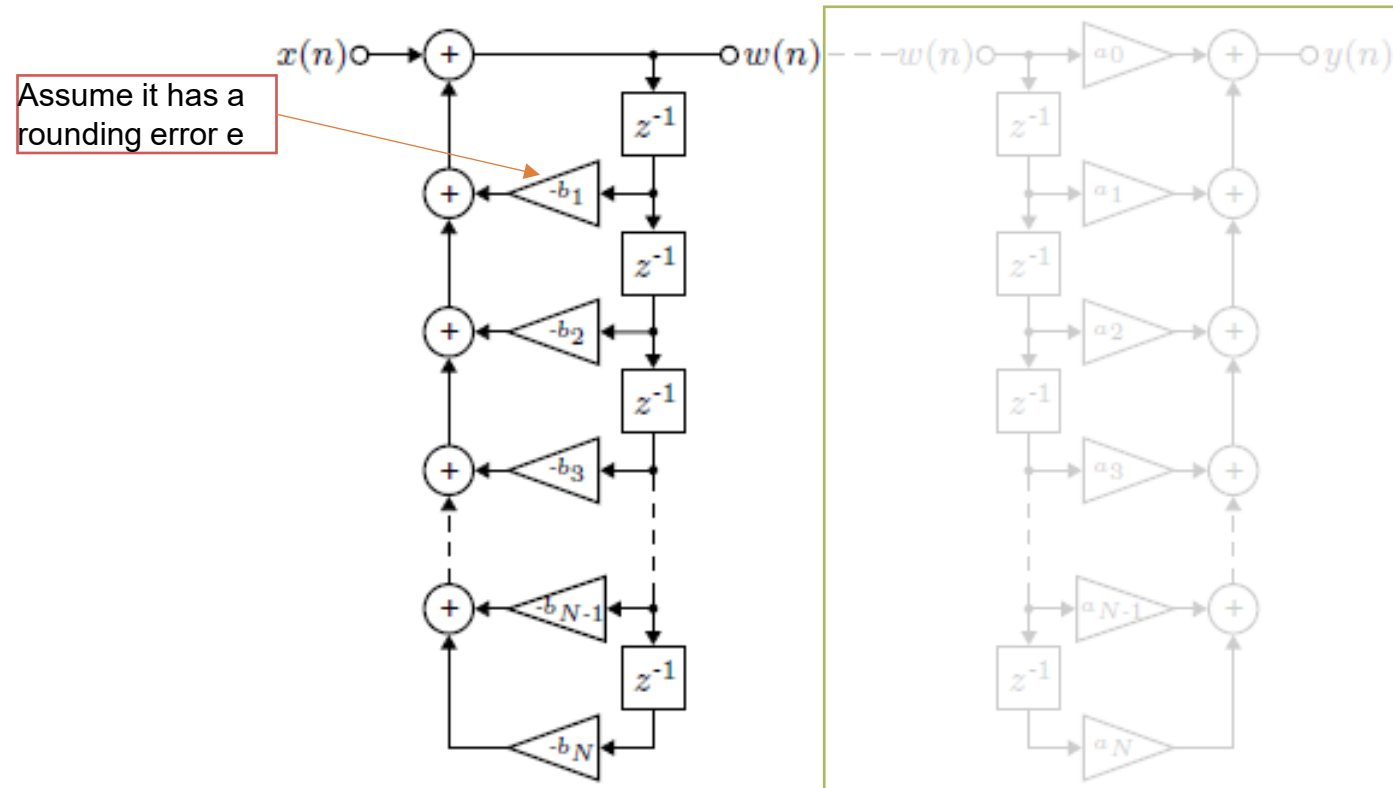 x(n) + w(n) w(n) a0 + y(n)
Assume it has a
rounding error e
z-1 z-1
+ -b1 a1 +
z-1 z-1
+ -b2 a2 +
z-1 z-1
+ -b3 a3 +
+ -bN-1 aN-1 +
z-1 z-1
-bN aN